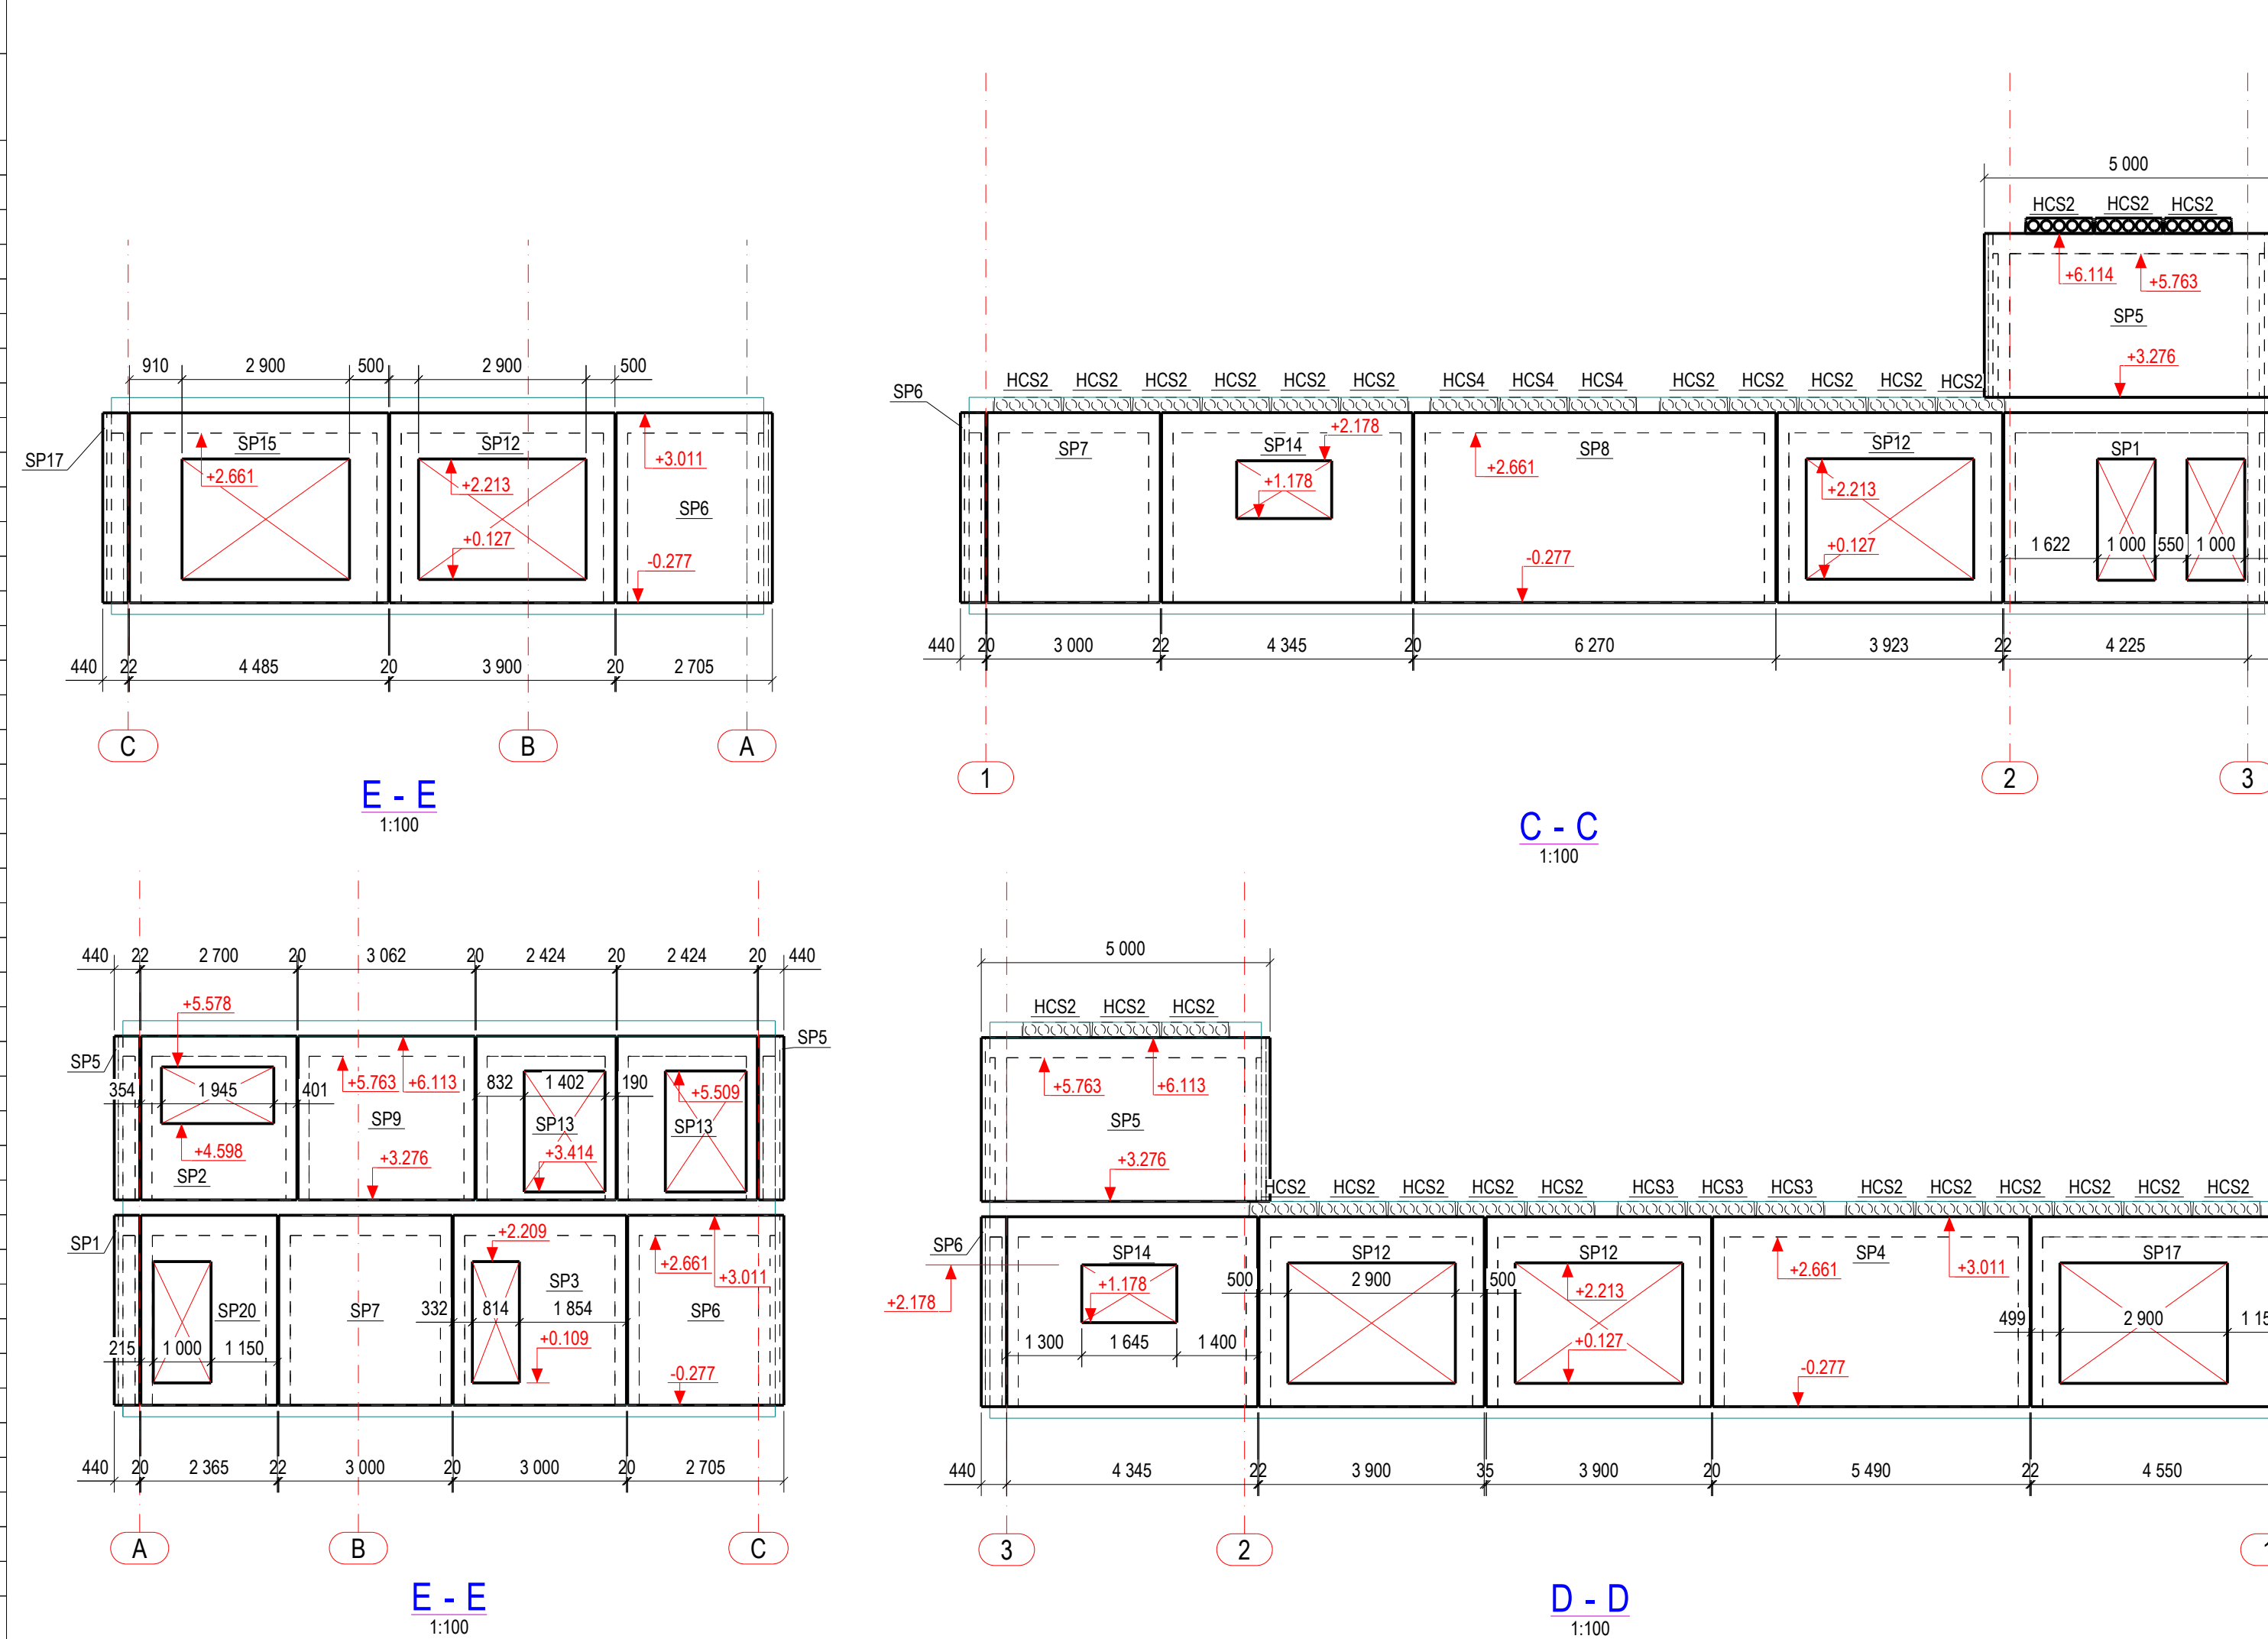 910 2 900 500 2 900 500
SP17
SP15 SP12 SP6
+2.661 +2.213 +3.011
+0.127 -0.277
440 22 4 485 20 3 900 20 2 705
C B A
E - E
1:100
5 000
HCS2 HCS2 HCS2
+6.114 +5.763
SP5
+3.276
HCS2 HCS2 HCS2 HCS2 HCS2 HCS2 HCS4 HCS4 HCS4 HCS2 HCS2 HCS2 HCS2 HCS2
SP6
SP7 SP14 SP8 SP12 SP1
+2.178
+1.178 +2.661 +2.213
+0.127 -0.277
1 622 1 000 550 1 000
440 20 3 000 22 4 345 20 6 270 3 923 22 4 225
1 2 3
C - C
1:100
440 22 2 700 20 3 062 20 2 424 20 2 424 20 440
+5.578
SP5 SP5
354 1 945 401 +5.763 +6.113 832 1 402 190 +5.509
SP9 SP13 SP13
+4.598 +3.276 +3.414
SP2
SP1
+2.209
+2.661 +3.011
SP20 SP7 SP3 SP6
332 814 1 854
215 1 000 1 150 +0.109 -0.277
440 20 2 365 22 3 000 20 3 000 20 2 705
A B C
E - E
1:100
5 000
HCS2 HCS2 HCS2
+5.763 +6.113
SP5
+3.276
HCS2 HCS2 HCS2 HCS2 HCS2 HCS3 HCS3 HCS3 HCS2 HCS2 HCS2 HCS2 HCS2 HCS2
SP6
SP14 SP12 SP12 SP4 SP17
+2.178 +1.178 500 2 900 500 +2.213 +2.661 +3.011
1 300 1 645 1 400 +0.127 -0.277 499 2 900
440 4 345 22 3 900 35 3 900 20 5 490 22 4 550
3 2
D - D
1:100